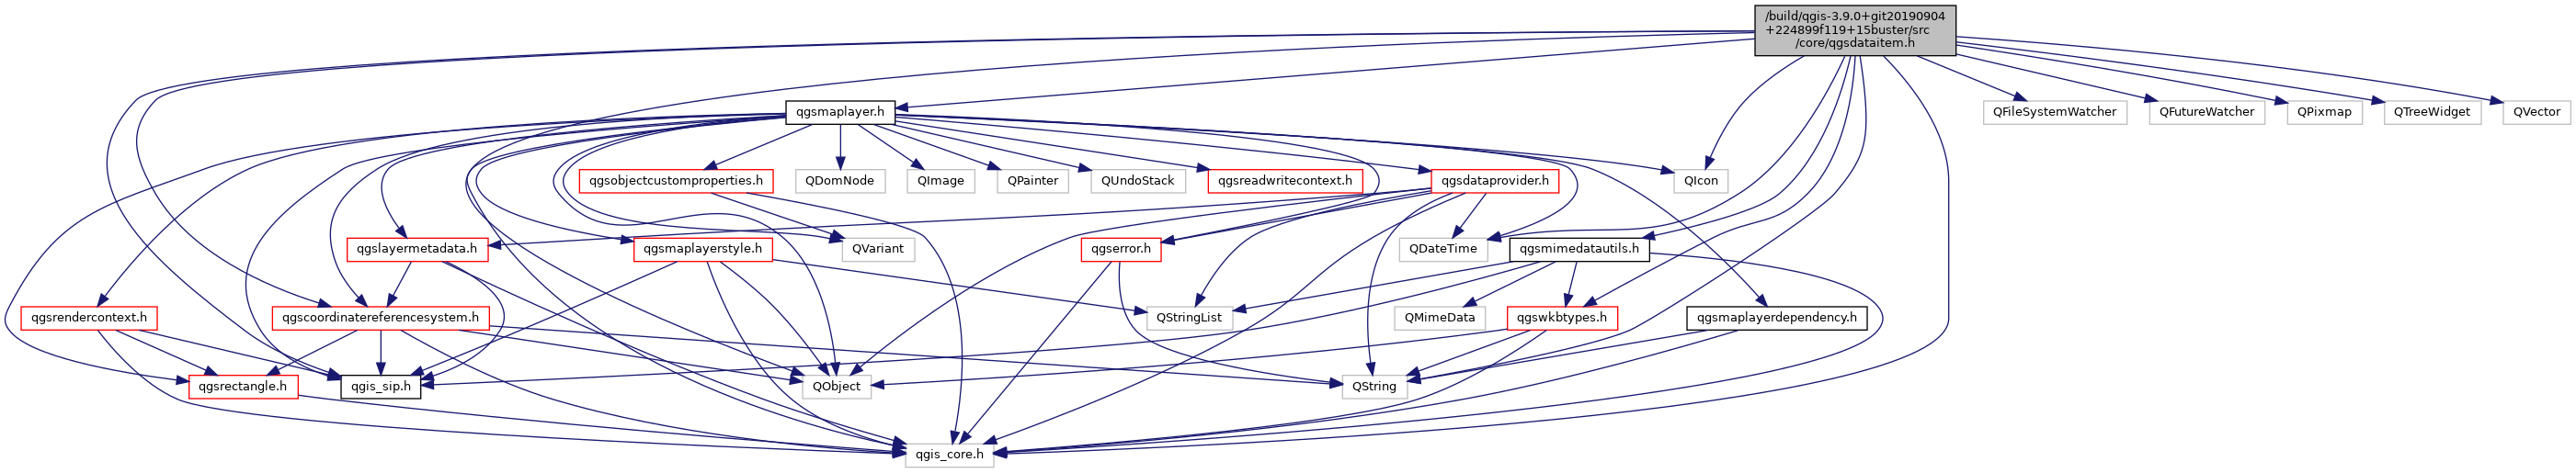 /build/qgis-3.9.0+git20190904
+224899f119+15buster/src
/core/qgsdataitem.h
qgsmaplayer.h
QFileSystemWatcher
QFutureWatcher
QPixmap
QTreeWidget
QVector
qgsobjectcustomproperties.h
QDomNode
QImage
QPainter
QUndoStack
qgsreadwritecontext.h
qgsdataprovider.h
QIcon
qgslayermetadata.h
qgsmaplayerstyle.h
QVariant
qgserror.h
QDateTime
qgsmimedatautils.h
qgsrendercontext.h
qgscoordinatereferencesystem.h
QStringList
QMimeData
qgswkbtypes.h
qgsmaplayerdependency.h
qgsrectangle.h
qgis_sip.h
QObject
QString
qgis_core.h